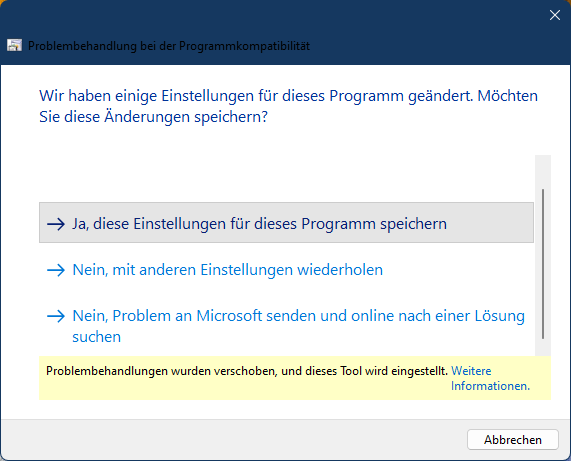 Problembehandlung bei der Programmkompatibilität
Wir haben einige Einstellungen für dieses Programm geändert. Möchten
Sie diese Änderungen speichern?
Ja, diese Einstellungen für dieses Programm speichern
Nein, mit anderen Einstellungen wiederholen
Nein, Problem an Microsoft senden und online nach einer Lösung
suchen
Problembehandlungen wurden verschoben, und dieses Tool wird eingestellt. Weitere
Informationen.
Abbrechen